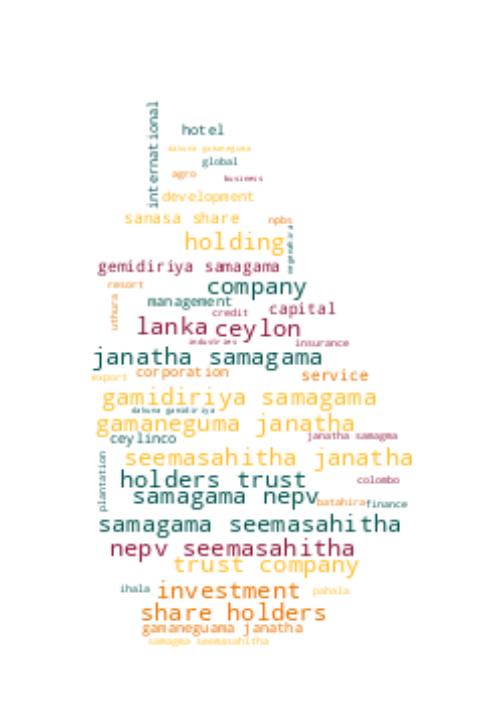 international
hotel
dakuna gamaneguma
global
agro
business
development
sanasa share
npbs
holding
gemidiriya samagama
resort
company
management
uthura
credit
capital
lanka ceylon
industries
insurance
janatha samagama
export
corporation
service
gamidiriya samagama
dakuna gamidiriya
gamaneguma janatha
ceylinco
janatha samagma
seemasahitha janatha
plantation
holders trust
colombo
samagama nepv
batahira
finance
samagama seemasahitha
nepv seemasahitha
trust company
ihala
investment
pahala
share holders
gamaneguama janatha
samagma seemasahitha